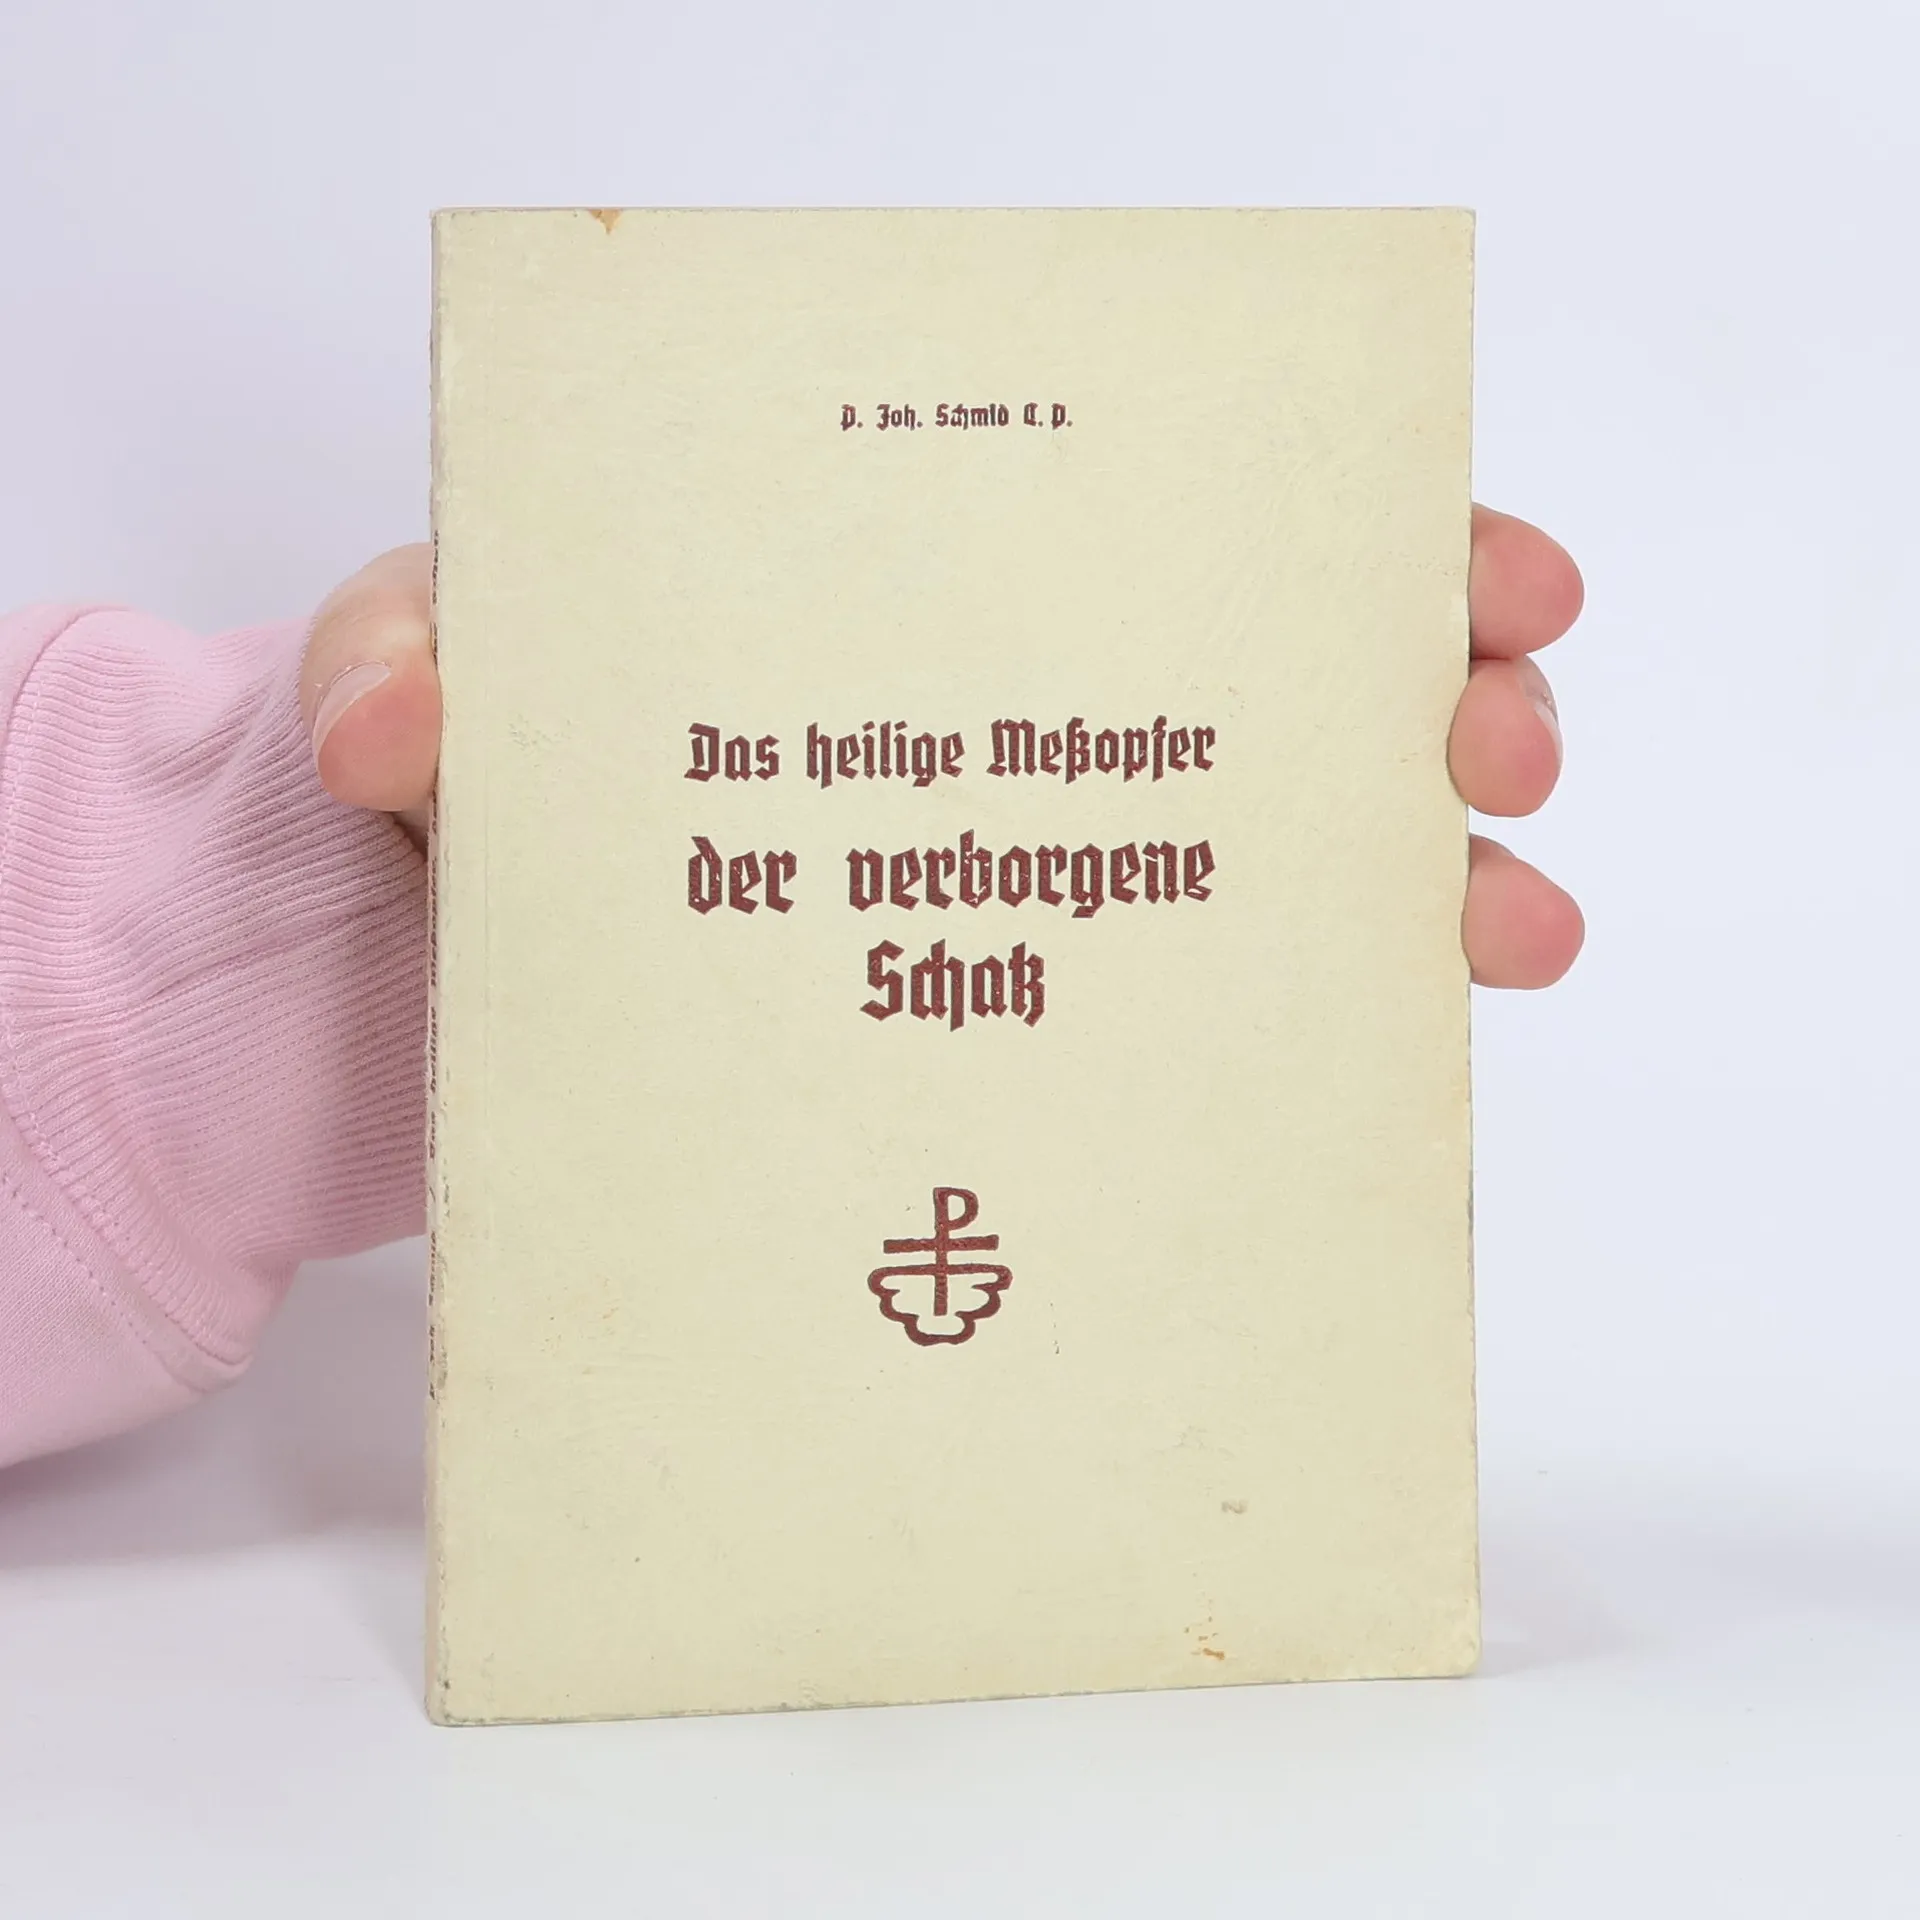 P. Joh. Schmid C. P.
Das heilige Meßopfer
der verborgene
Schatz